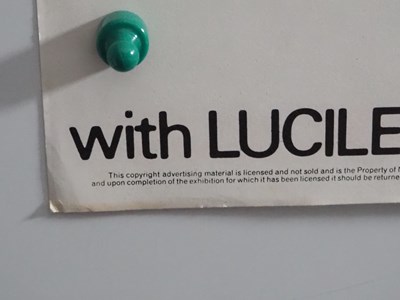 with LUCILE
This copyright advertising material is licensed and not sold and is the Property of
and upon completion of the exhibition for which it has been licensed it should be returne